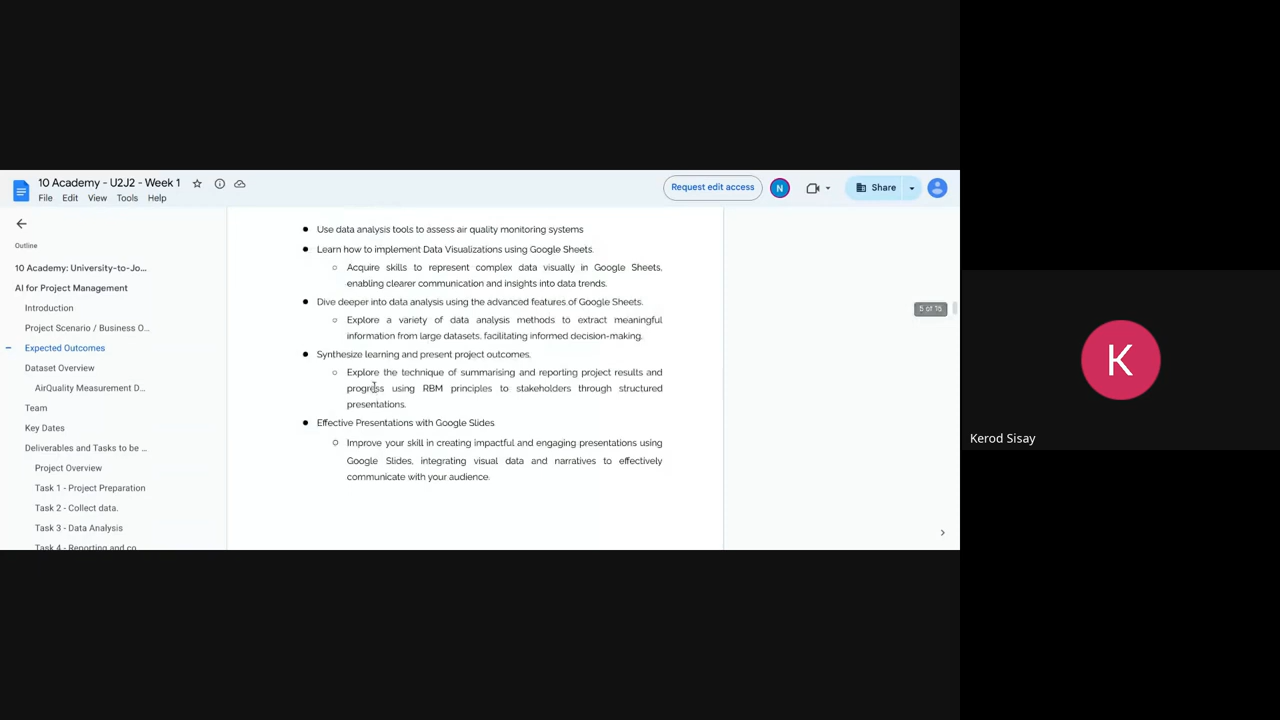 10 Academy - U2J2 - Week 1
File Edit View Tools Help
Request edit access
N
Share
Outline
10 Academy: University-to-Jo...
AI for Project Management
Introduction
Project Scenario / Business O...
Expected Outcomes
Dataset Overview
AirQuality Measurement D...
Team
Key Dates
Deliverables and Tasks to be ...
Project Overview
Task 1 - Project Preparation
Task 2 - Collect data.
Task 3 - Data Analysis
Task 4 - Reporting and co...
● Use data analysis tools to assess air quality monitoring systems
● Learn how to implement Data Visualizations using Google Sheets.
○ Acquire skills to represent complex data visually in Google Sheets,
enabling clearer communication and insights into data trends.
● Dive deeper into data analysis using the advanced features of Google Sheets.
○ Explore a variety of data analysis methods to extract meaningful
information from large datasets, facilitating informed decision-making.
● Synthesize learning and present project outcomes.
○ Explore the technique of summarising and reporting project results and
progress using RBM principles to stakeholders through structured
presentations.
● Effective Presentations with Google Slides
○ Improve your skill in creating impactful and engaging presentations using
Google Slides, integrating visual data and narratives to effectively
communicate with your audience.
5 of 15
K
Kerod Sisay